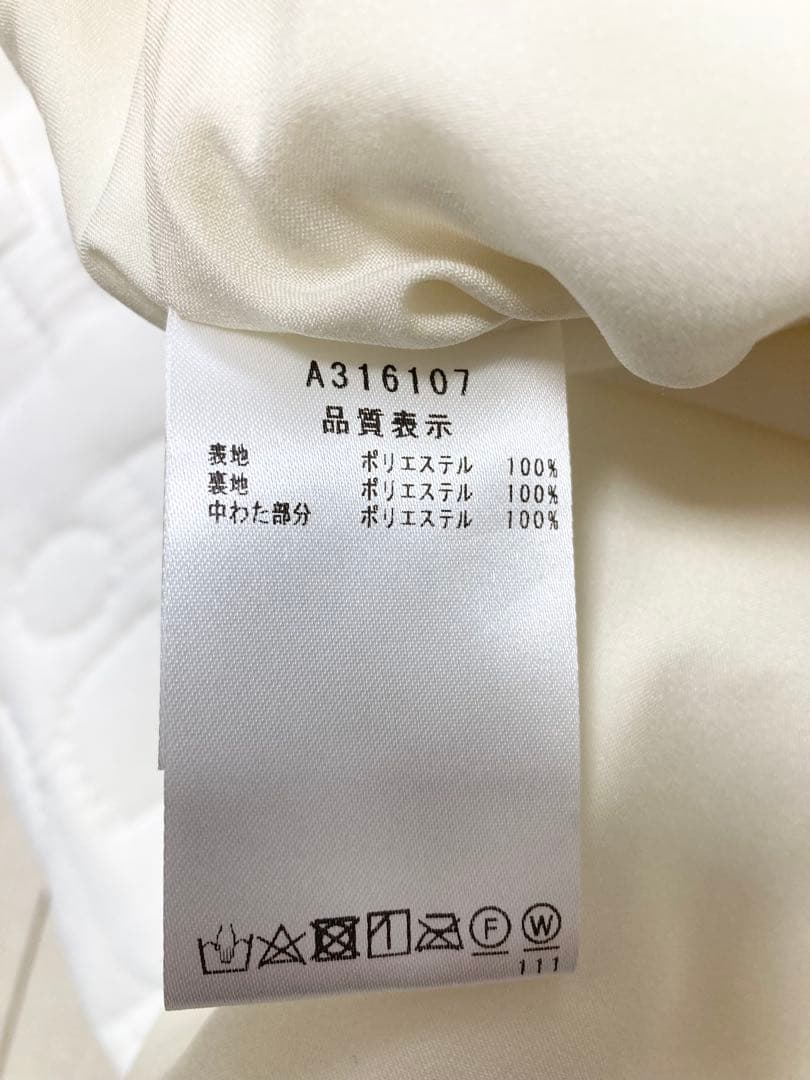 A316107
品質表示
表地 ポリエステル 100%
裏地 ポリエステル 100%
中わた部分 ポリエステル 100%
F W
111